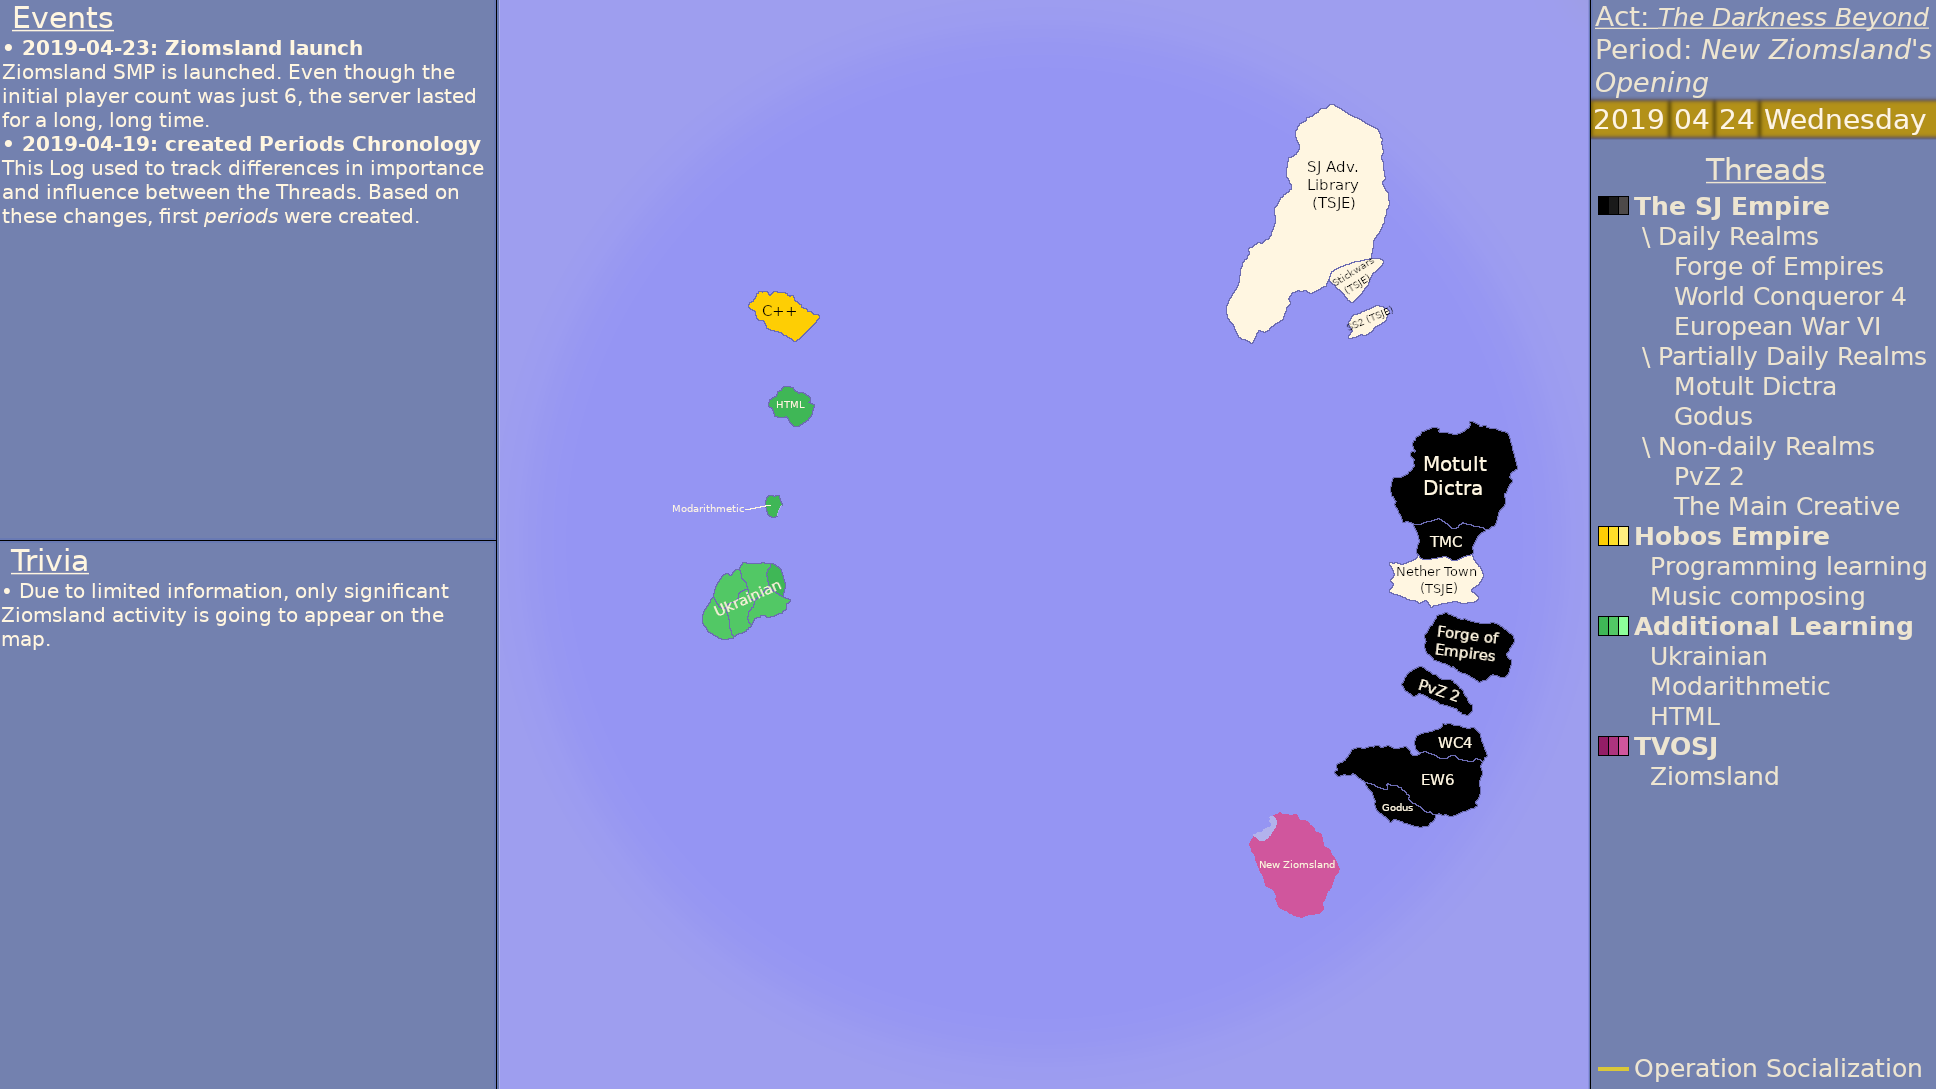 Events
• 2019-04-23: Ziomsland launch
Ziomsland SMP is launched. Even though the
initial player count was just 6, the server lasted
for a long, long time.
• 2019-04-19: created Periods Chronology
This Log used to track differences in importance
and influence between the Threads. Based on
these changes, first periods were created.
Trivia
• Due to limited information, only significant
Ziomsland activity is going to appear on the
map.
SJ Adv.
Library
(TSJE)
Stickwars
(TSJE)
SS2 (TSJE)
C++
HTML
Modarithmetic
Ukrainian
Motult
Dictra
TMC
Nether Town
(TSJE)
Forge of
Empires
PvZ 2
WC4
EW6
Godus
New Ziomsland
Act: The Darkness Beyond
Period: New Ziomsland's
Opening
2019 04 24 Wednesday
Threads
The SJ Empire
\ Daily Realms
Forge of Empires
World Conqueror 4
European War VI
\ Partially Daily Realms
Motult Dictra
Godus
\ Non-daily Realms
PvZ 2
The Main Creative
Hobos Empire
Programming learning
Music composing
Additional Learning
Ukrainian
Modarithmetic
HTML
TVOSJ
Ziomsland
Operation Socialization